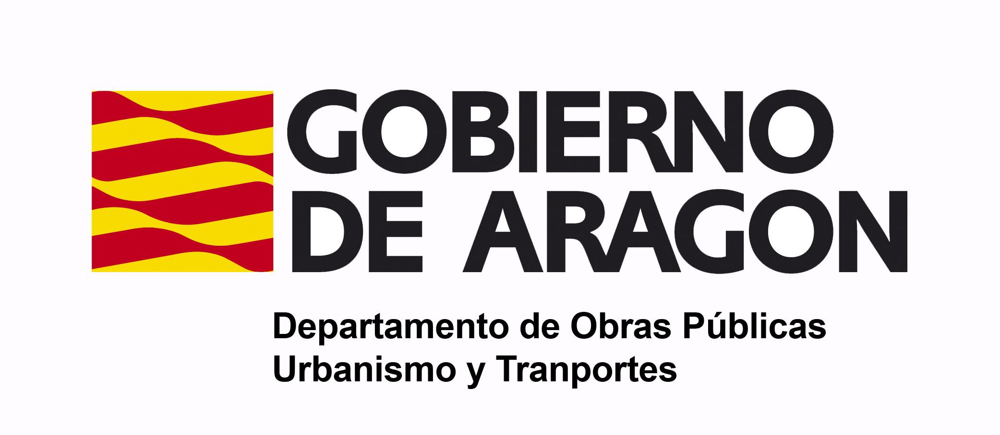 GOBIERNO
DE ARAGON
Departamento de Obras Públicas
Urbanismo y Tranportes